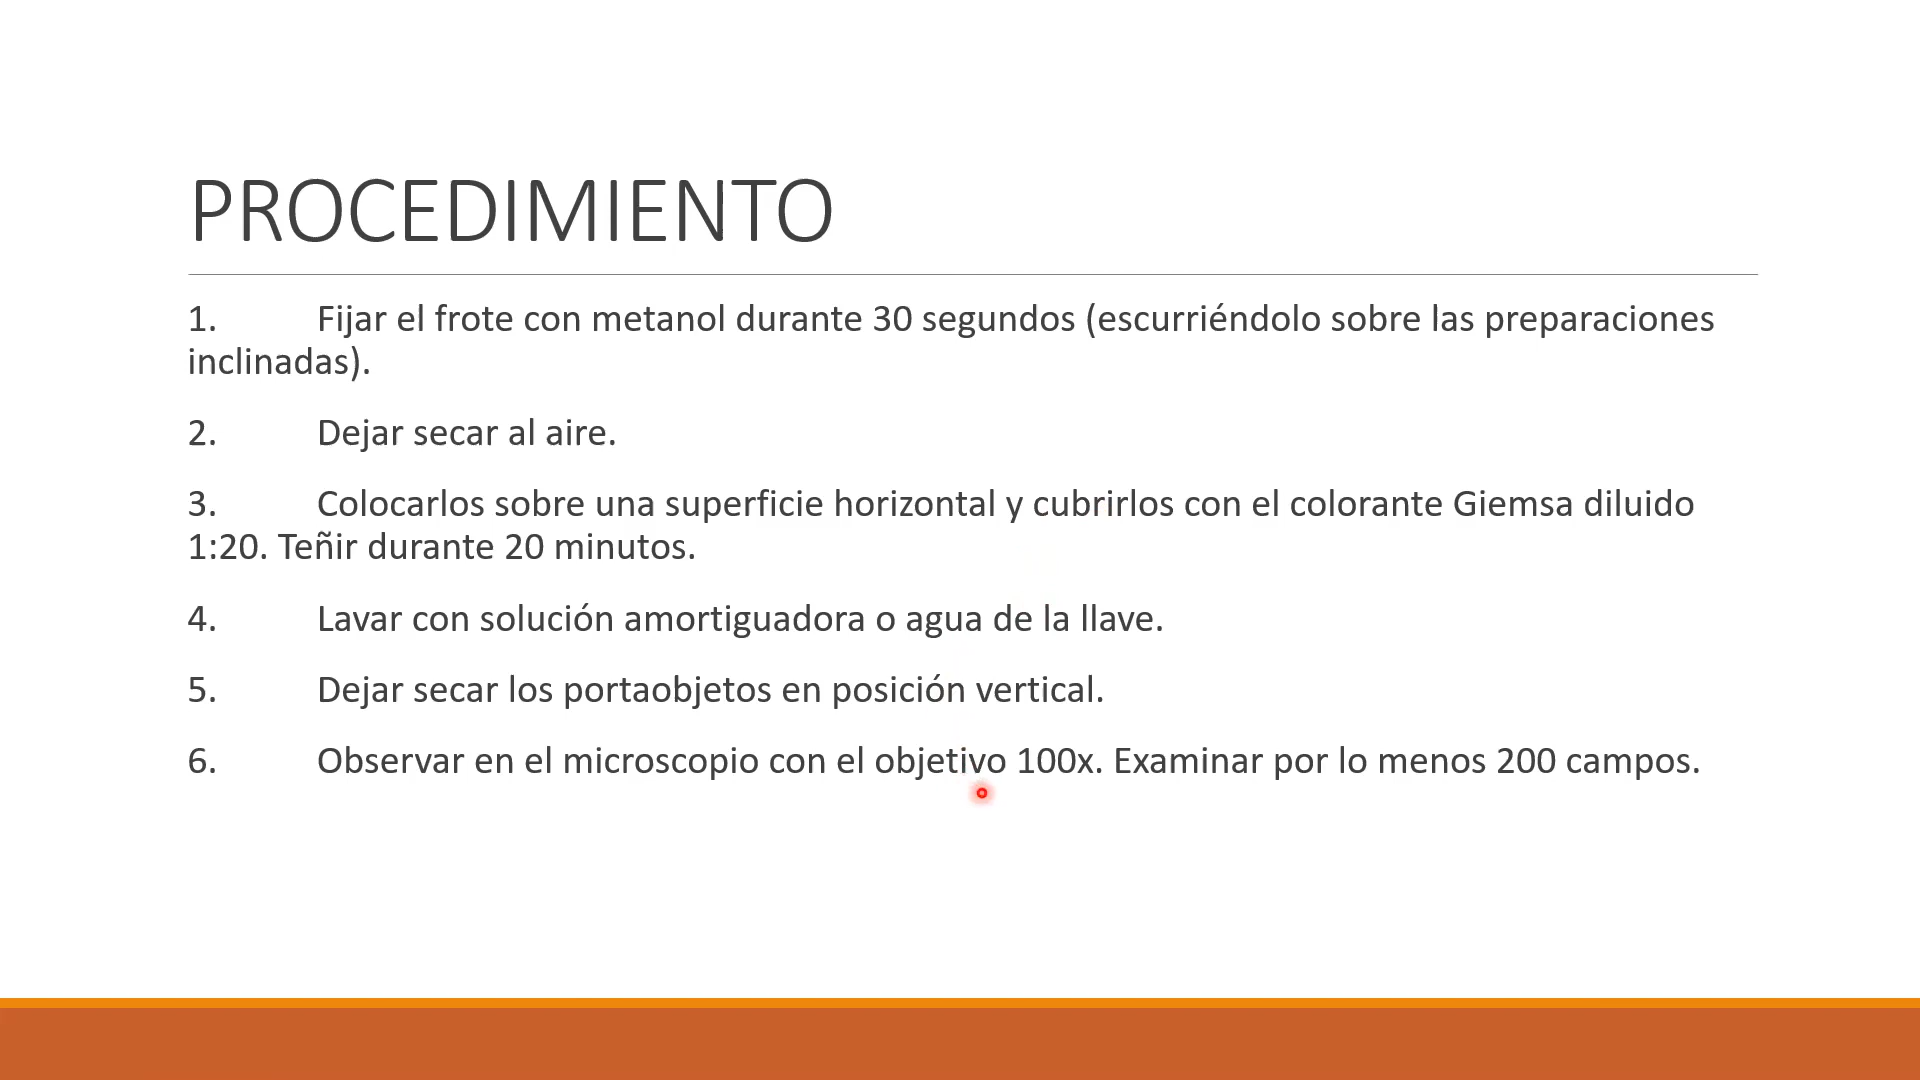 PROCEDIMIENTO
1. Fijar el frote con metanol durante 30 segundos (escurriéndolo sobre las preparaciones
inclinadas).
2. Dejar secar al aire.
3. Colocarlos sobre una superficie horizontal y cubrirlos con el colorante Giemsa diluido
1:20. Teñir durante 20 minutos.
4. Lavar con solución amortiguadora o agua de la llave.
5. Dejar secar los portaobjetos en posición vertical.
6. Observar en el microscopio con el objetivo 100x. Examinar por lo menos 200 campos.